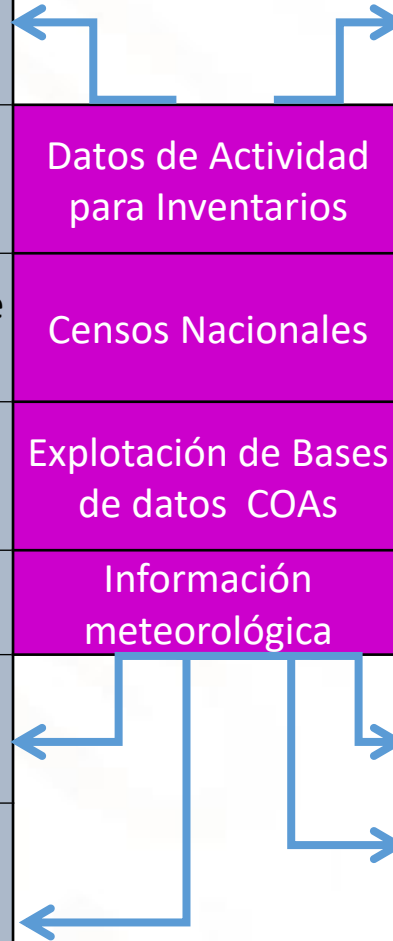 Datos de Actividad
para Inventarios
e
Censos Nacionales
Explotación de Bases
de datos COAs
Información
meteorológica